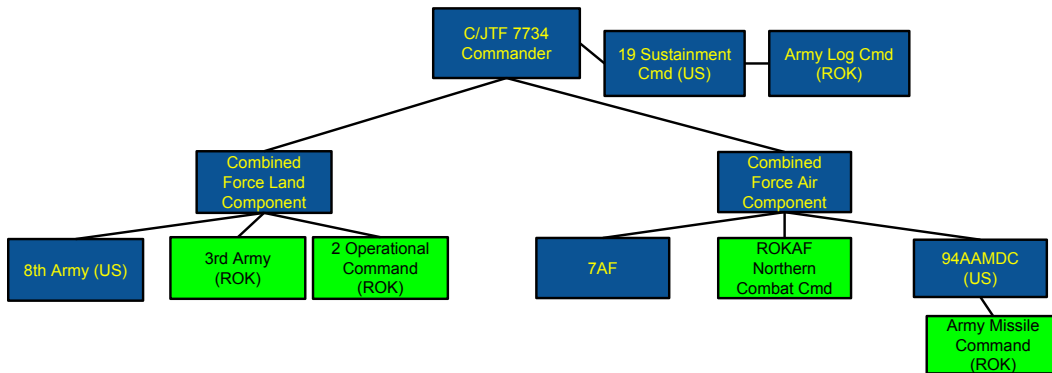 C/JTF 7734
Commander
19 Sustainment
Cmd (US)
Army Log Cmd
(ROK)
Combined
Force Land
Component
Combined
Force Air
Component
8th Army (US)
3rd Army
(ROK)
2 Operational
Command
(ROK)
7AF
ROKAF
Northern
Combat Cmd
94AAMDC
(US)
Army Missile
Command
(ROK)